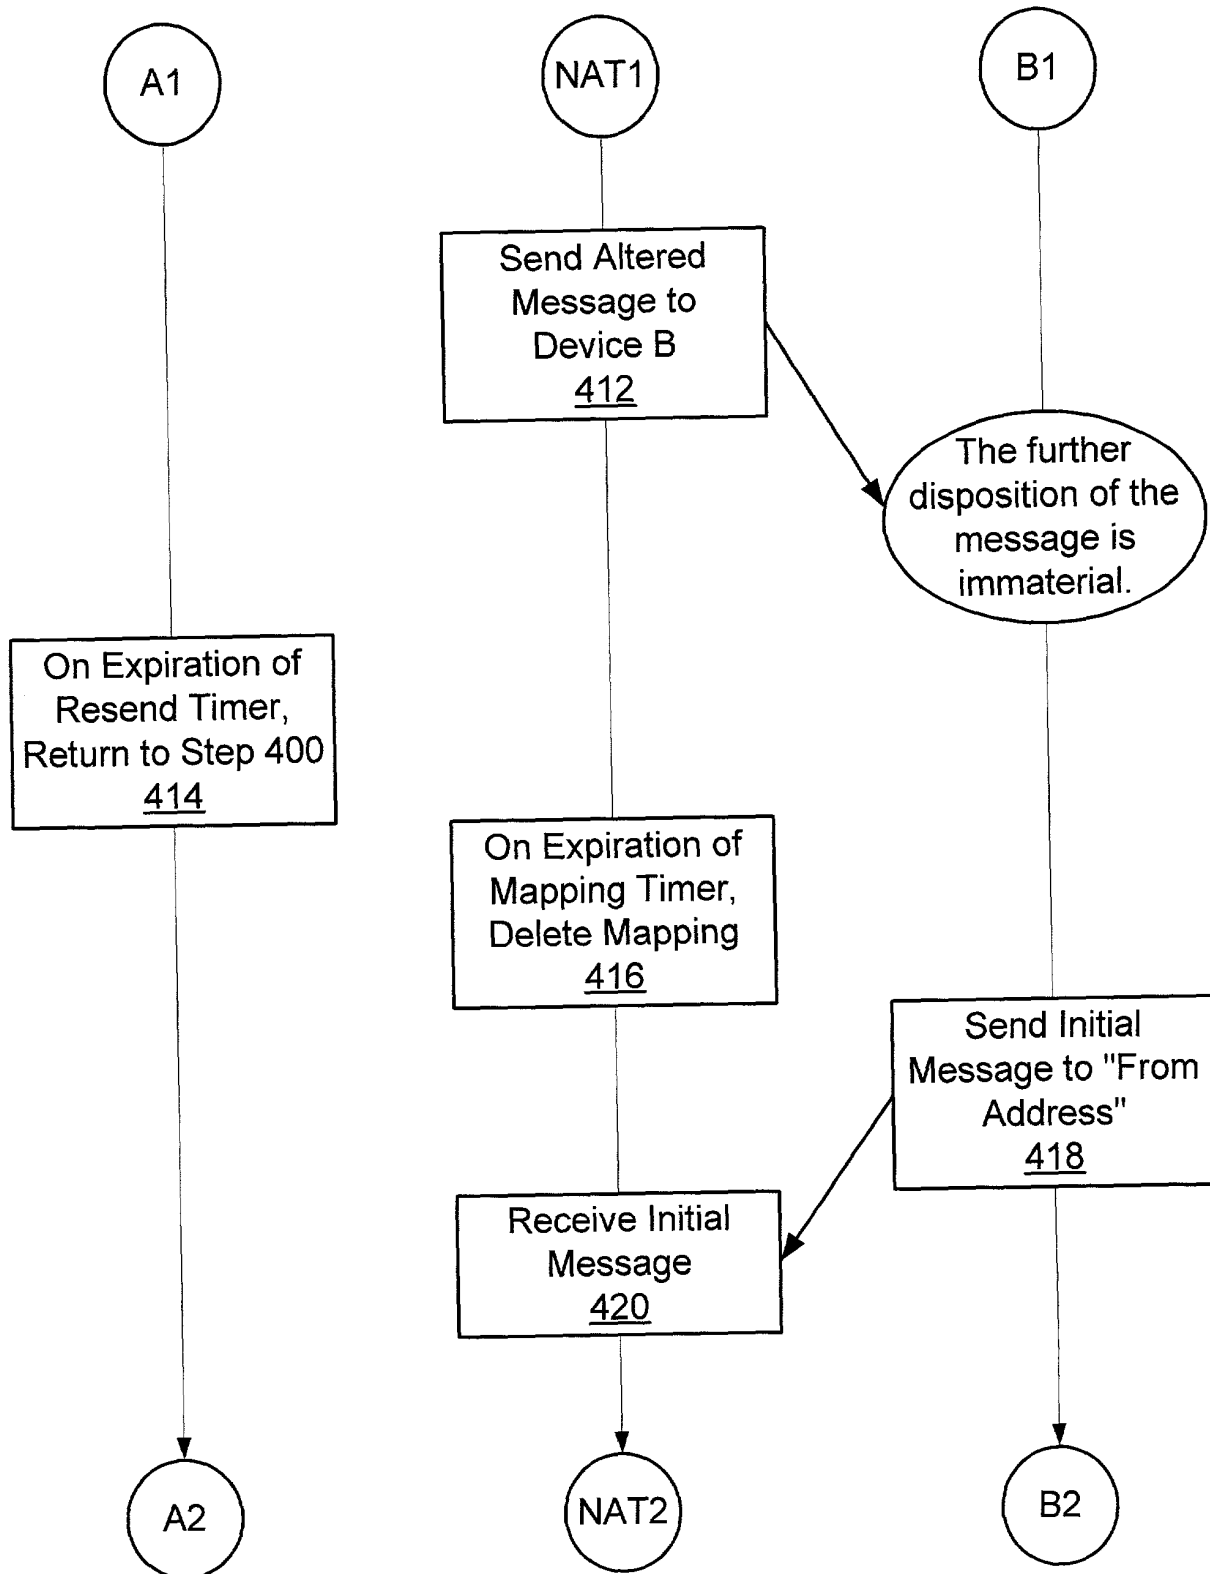 A1
NAT1
B1
Send Altered
Message to
Device B
412
The further
disposition of the
message is
immaterial.
On Expiration of
Resend Timer,
Return to Step 400
414
On Expiration of
Mapping Timer,
Delete Mapping
416
Send Initial
Message to "From
Address"
418
Receive Initial
Message
420
A2
NAT2
B2